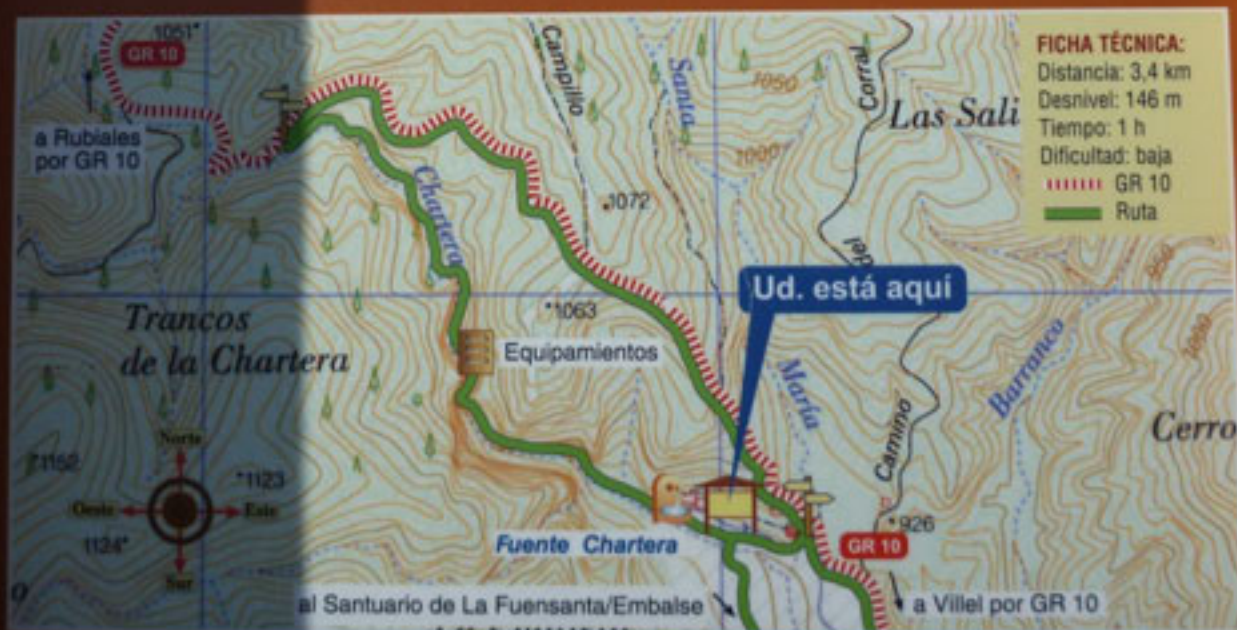 1051
GR 10
a Rubiales
por GR 10
Campillo
Santa
1050
1000
Corral
Las Sali
FICHA TÉCNICA:
Distancia: 3,4 km
Desnivel: 146 m
Tiempo: 1 h
Dificultad: baja
GR 10
Ruta
Chartera
1072
del
950
1000
Ud. está aquí
1063
Trancos
de la Chartera
Equipamientos
María
Barranco
Camino
Cerro
Norte
1152
1123
Oeste
Este
1124
Sur
Fuente Chartera
926
GR 10
al Santuario de La Fuensanta/Embalse
a Villel por GR 10